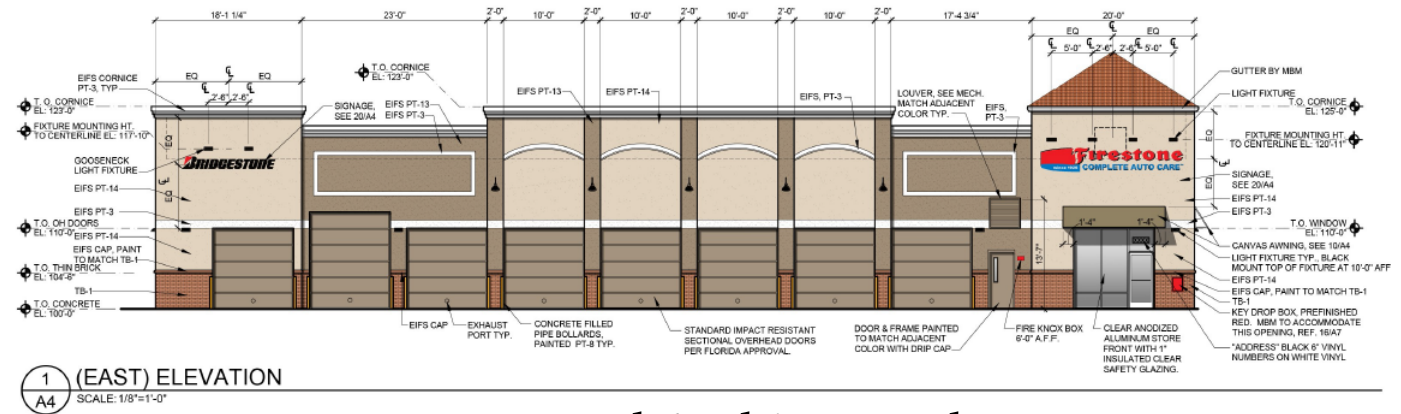 18'-1 1/4"
23'-0"
2'-0"
10'-0"
2'-0"
10'-0"
2'-0"
10'-0"
2'-0"
10'-0"
2'-0"
17'-4 3/4"
20'-0"
EQ
EQ
5'-0"
2'-6"
2'-6"
5'-0"
EQ
EQ
2'-6"
2'-6"
EIFS CORNICE
PT-3, TYP
T. O. CORNICE
EL: 123'-0"
FIXTURE MOUNTING HT.
TO CENTERLINE EL: 117'-10"
GOOSENECK
LIGHT FIXTURE
EIFS PT-14
EIFS PT-3
T.O. OH DOORS
EL: 110'-0"
EIFS PT-14
EIFS CAP, PAINT
TO MATCH TB-1
T.O. THIN BRICK
EL: 104'-6"
TB-1
T.O. CONCRETE
EL: 100'-0"
EQ
EQ
BRIDGESTONE
SIGNAGE,
SEE 20/A4
T.O. CORNICE
EL: 123'-0"
EIFS PT-13
EIFS PT-3
EIFS PT-13
EIFS PT-14
EIFS, PT-3
LOUVER, SEE MECH.
MATCH ADJACENT
COLOR TYP.
EIFS,
PT-3
Firestone
COMPLETE AUTO CARE
GUTTER BY MBM
LIGHT FIXTURE
T.O. CORNICE
EL: 125'-0"
FIXTURE MOUNTING HT.
TO CENTERLINE EL: 120'-11"
EQ
EQ
SIGNAGE,
SEE 20/A4
EIFS PT-14
EIFS PT-3
T.O. WINDOW
EL: 110'-0"
1'-4"
1'-4"
13'-7"
CANVAS AWNING, SEE 10/A4
LIGHT FIXTURE TYP., BLACK
MOUNT TOP OF FIXTURE AT 10'-0" AFF
EIFS PT-14
EIFS CAP, PAINT TO MATCH TB-1
TB-1
KEY DROP BOX, PREFINISHED
RED. MBM TO ACCOMMODATE
THIS OPENING, REF. 16/A7
"ADDRESS" BLACK 6" VINYL
NUMBERS ON WHITE VINYL
EIFS CAP
EXHAUST
PORT TYP.
CONCRETE FILLED
PIPE BOLLARDS,
PAINTED PT-8 TYP.
STANDARD IMPACT RESISTANT
SECTIONAL OVERHEAD DOORS
PER FLORIDA APPROVAL.
DOOR & FRAME PAINTED
TO MATCH ADJACENT
COLOR WITH DRIP CAP
FIRE KNOX BOX
6'-0" A.F.F.
CLEAR ANODIZED
ALUMINUM STORE
FRONT WITH 1"
INSULATED CLEAR
SAFETY GLAZING.
1
A4
(EAST) ELEVATION
SCALE: 1/8"=1'-0"